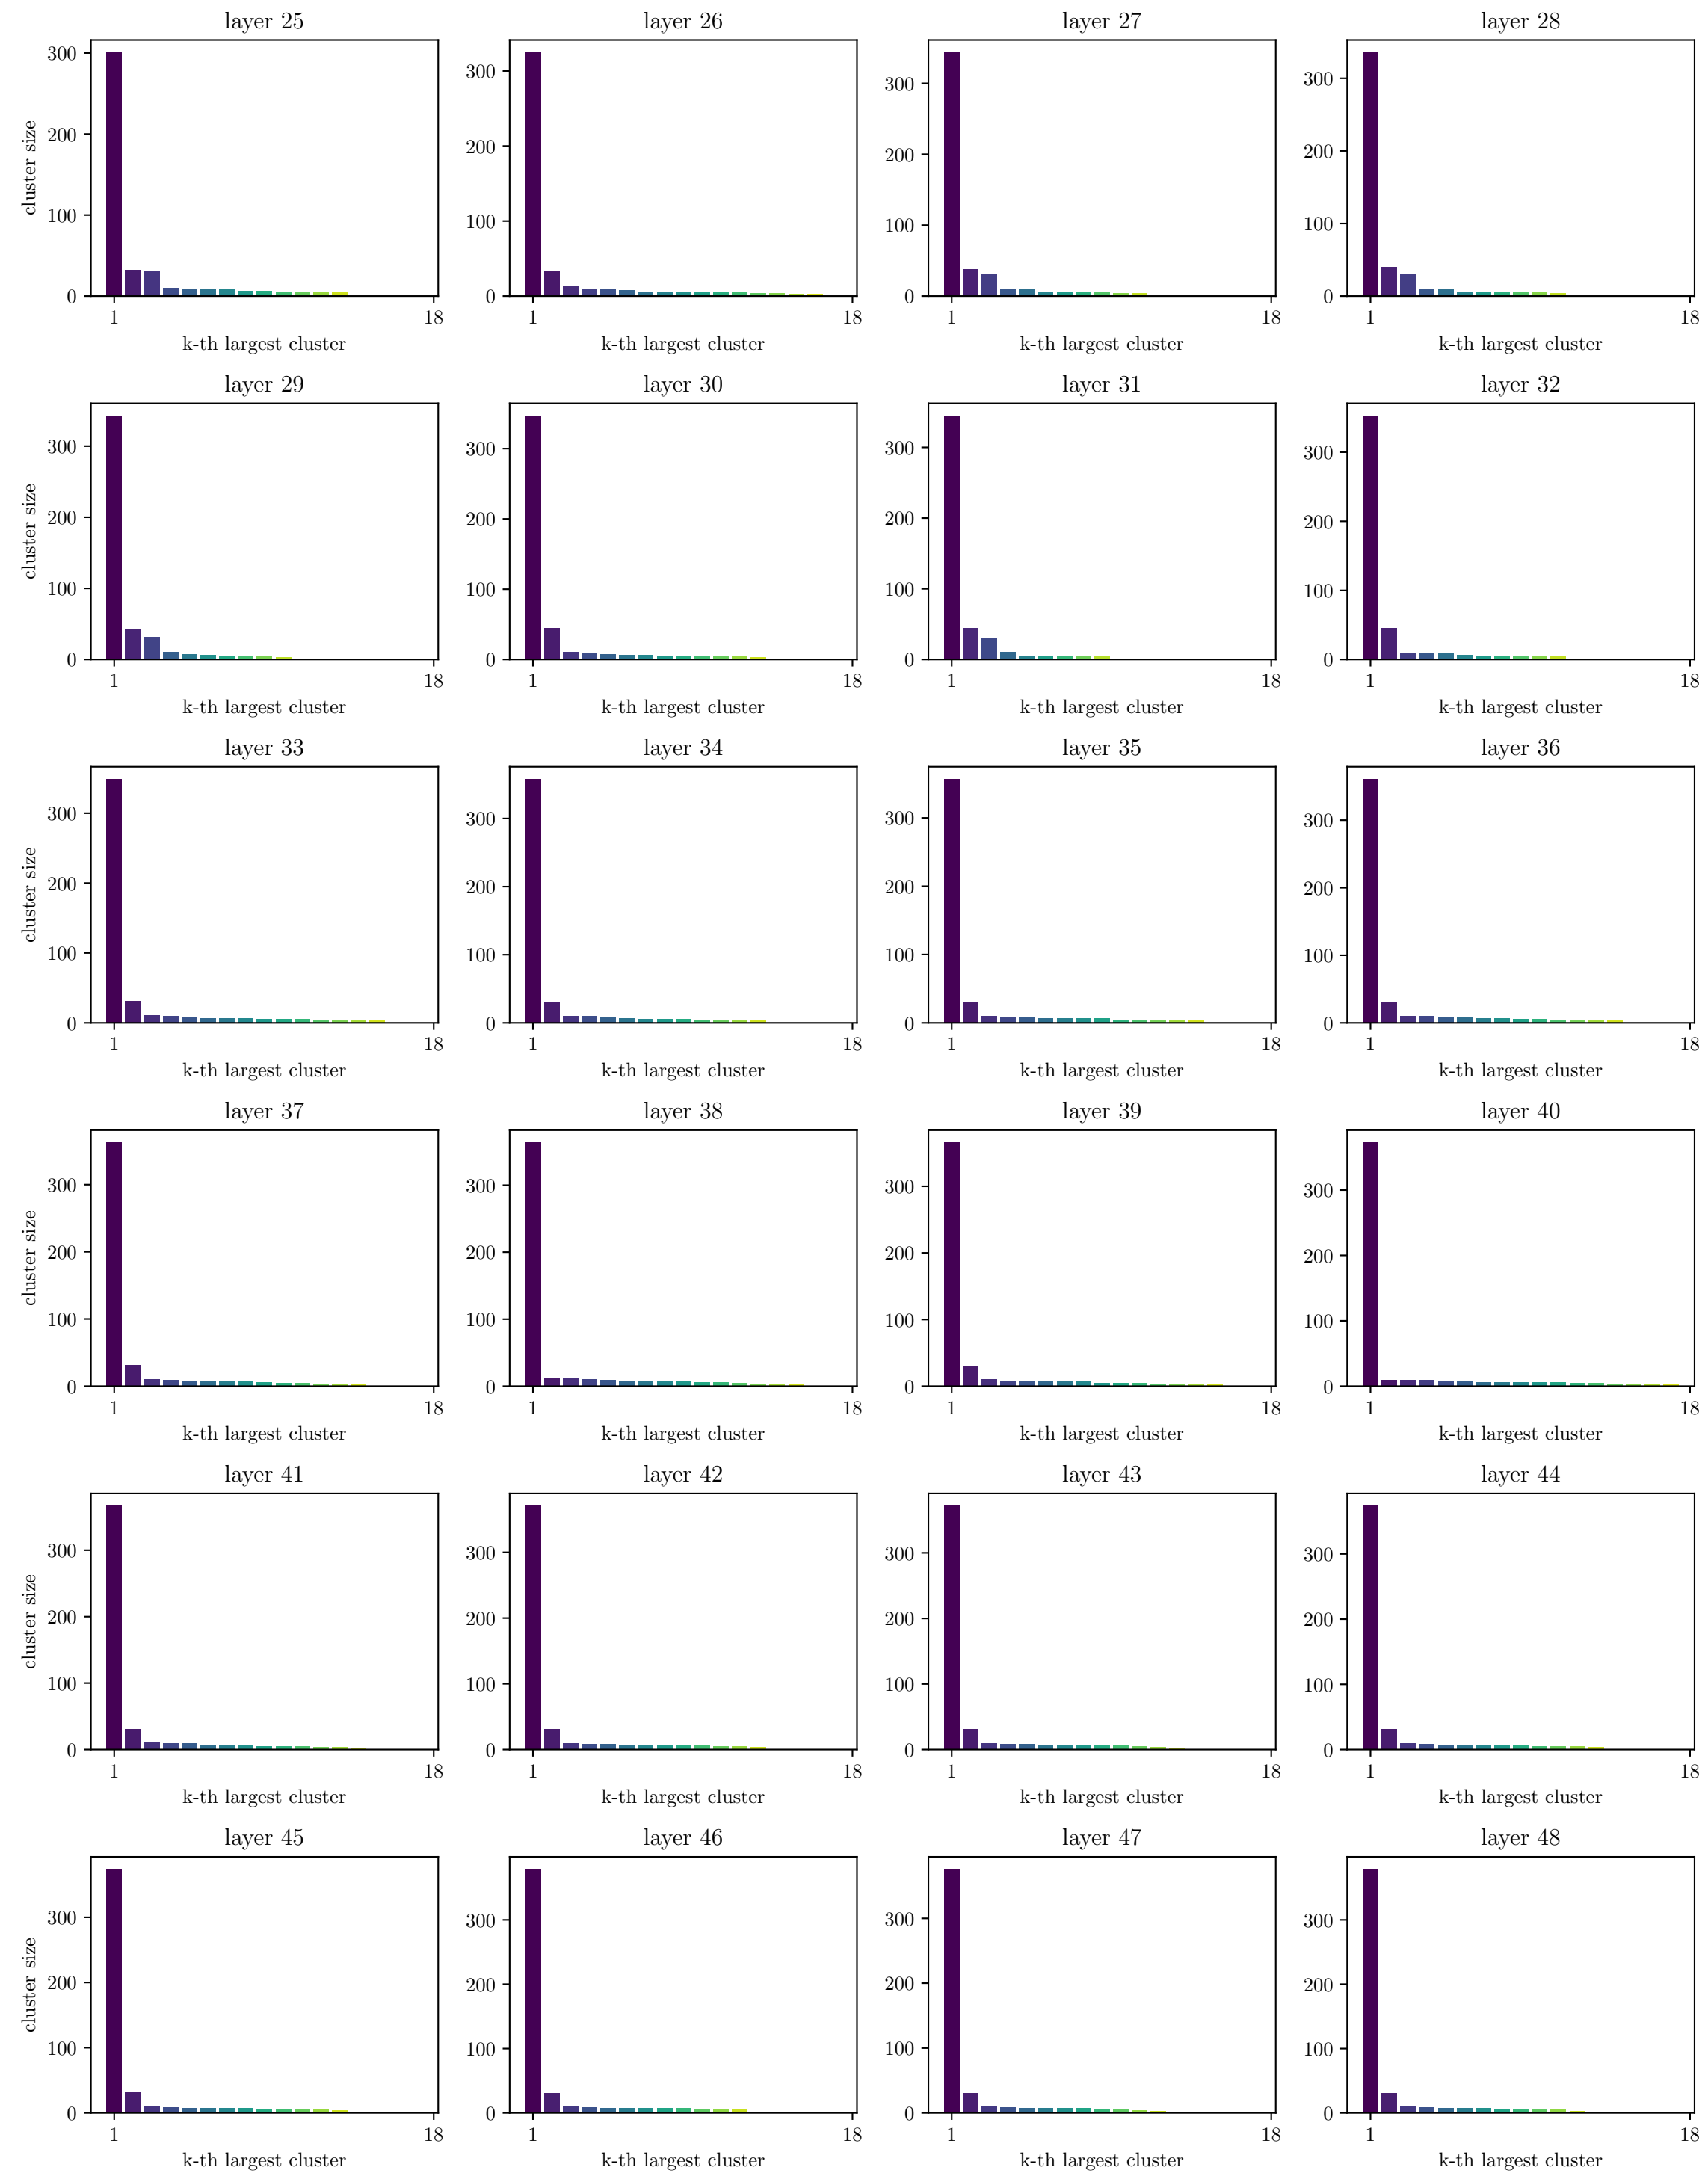 layer 25
layer 26
layer 27
layer 28
cluster size
300
200
100
0
300
200
100
0
300
200
100
0
300
200
100
0
1
18
1
18
1
18
1
18
k-th largest cluster
k-th largest cluster
k-th largest cluster
k-th largest cluster
layer 29
layer 30
layer 31
layer 32
cluster size
300
200
100
0
300
200
100
0
300
200
100
0
300
200
100
0
1
18
1
18
1
18
1
18
k-th largest cluster
k-th largest cluster
k-th largest cluster
k-th largest cluster
layer 33
layer 34
layer 35
layer 36
cluster size
300
200
100
0
300
200
100
0
300
200
100
0
300
200
100
0
1
18
1
18
1
18
1
18
k-th largest cluster
k-th largest cluster
k-th largest cluster
k-th largest cluster
layer 37
layer 38
layer 39
layer 40
cluster size
300
200
100
0
300
200
100
0
300
200
100
0
300
200
100
0
1
18
1
18
1
18
1
18
k-th largest cluster
k-th largest cluster
k-th largest cluster
k-th largest cluster
layer 41
layer 42
layer 43
layer 44
cluster size
300
200
100
0
300
200
100
0
300
200
100
0
300
200
100
0
1
18
1
18
1
18
1
18
k-th largest cluster
k-th largest cluster
k-th largest cluster
k-th largest cluster
layer 45
layer 46
layer 47
layer 48
cluster size
300
200
100
0
300
200
100
0
300
200
100
0
300
200
100
0
1
18
1
18
1
18
1
18
k-th largest cluster
k-th largest cluster
k-th largest cluster
k-th largest cluster